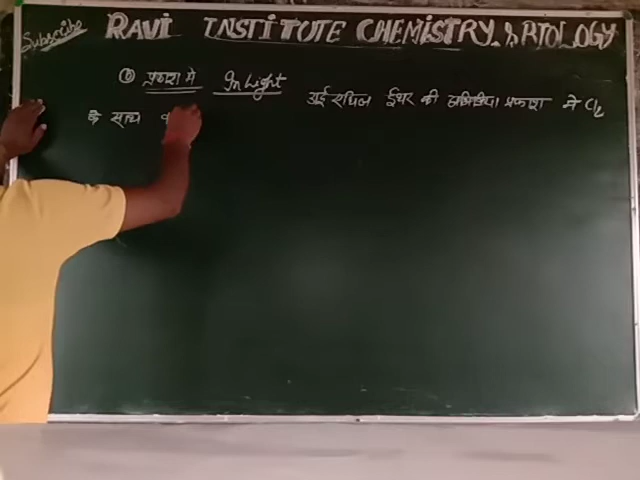 Subscribe
RAVI INSTITUTE CHEMISTRY & BIOLOGY
(b) प्रकाश मे In Light
डाई एथिल ईथर की अभिक्रिया प्रकाश मे Cl2
के साथ क